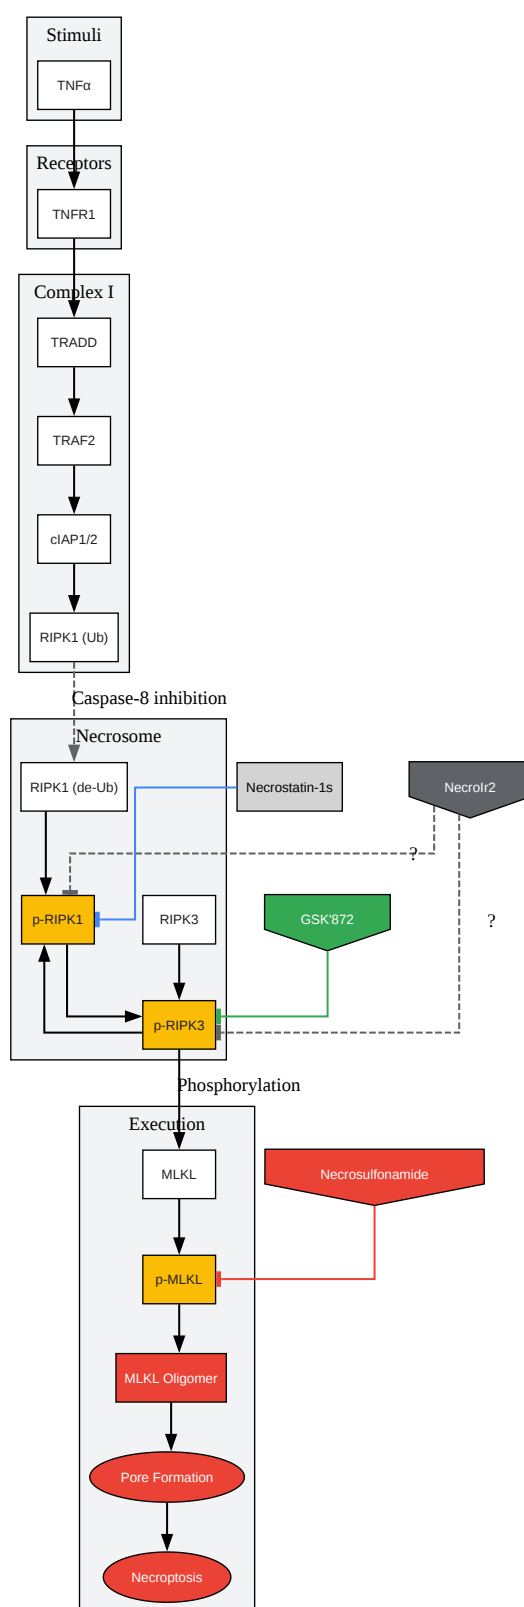 Stimuli
TNFα
Receptors
TNFR1
Complex I
TRADD
TRAF2
cIAP1/2
RIPK1 (Ub)
Caspase-8 inhibition
Necrosome
RIPK1 (de-Ub)
Necrostatin-1s
NecroIr2
?
p-RIPK1
RIPK3
GSK'872
?
p-RIPK3
Phosphorylation
Execution
MLKL
Necrosulfonamide
p-MLKL
MLKL Oligomer
Pore Formation
Necroptosis